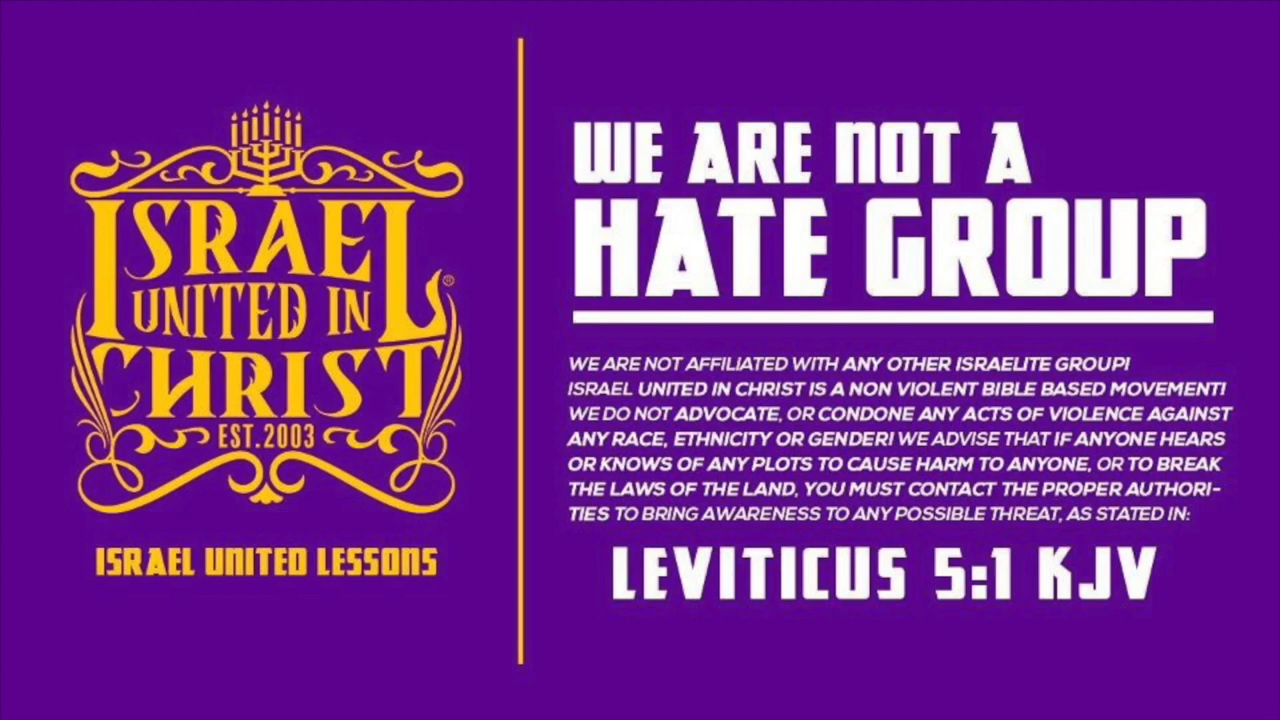 ISRAEL
UNITED IN
CHRIST
®
EST.2003
ISRAEL UNITED LESSONS
WE ARE NOT A
HATE GROUP
WE ARE NOT AFFILIATED WITH ANY OTHER ISRAELITE GROUP!
ISRAEL UNITED IN CHRIST IS A NON VIOLENT BIBLE BASED MOVEMENT!
WE DO NOT ADVOCATE, OR CONDONE ANY ACTS OF VIOLENCE AGAINST
ANY RACE, ETHNICITY OR GENDER! WE ADVISE THAT IF ANYONE HEARS
OR KNOWS OF ANY PLOTS TO CAUSE HARM TO ANYONE, OR TO BREAK
THE LAWS OF THE LAND, YOU MUST CONTACT THE PROPER AUTHORI-
TIES TO BRING AWARENESS TO ANY POSSIBLE THREAT, AS STATED IN:
LEVITICUS 5:1 KJV